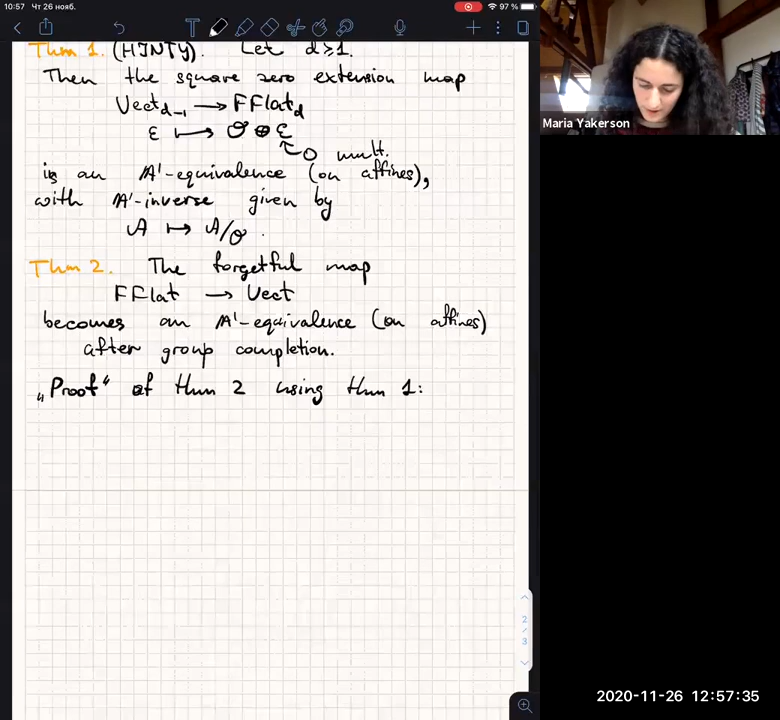 10:57 Чт 26 нояб.
97 %
Thm 1. (HJNTY). Let d ≥ 1.
Then the square zero extension map
Vect_{d-1} → FFlat_d
ε ↦ O ⊕ ε
0 mult.
is an A¹-equivalence (on affines),
with A¹-inverse given by
A ↦ A/O.
Thm 2. The forgetful map
FFlat → Vect
becomes an A¹-equivalence (on affines)
after group completion.
„Proof“ of thm 2 using thm 1:
2
/
3
Maria Yakerson
2020-11-26 12:57:35